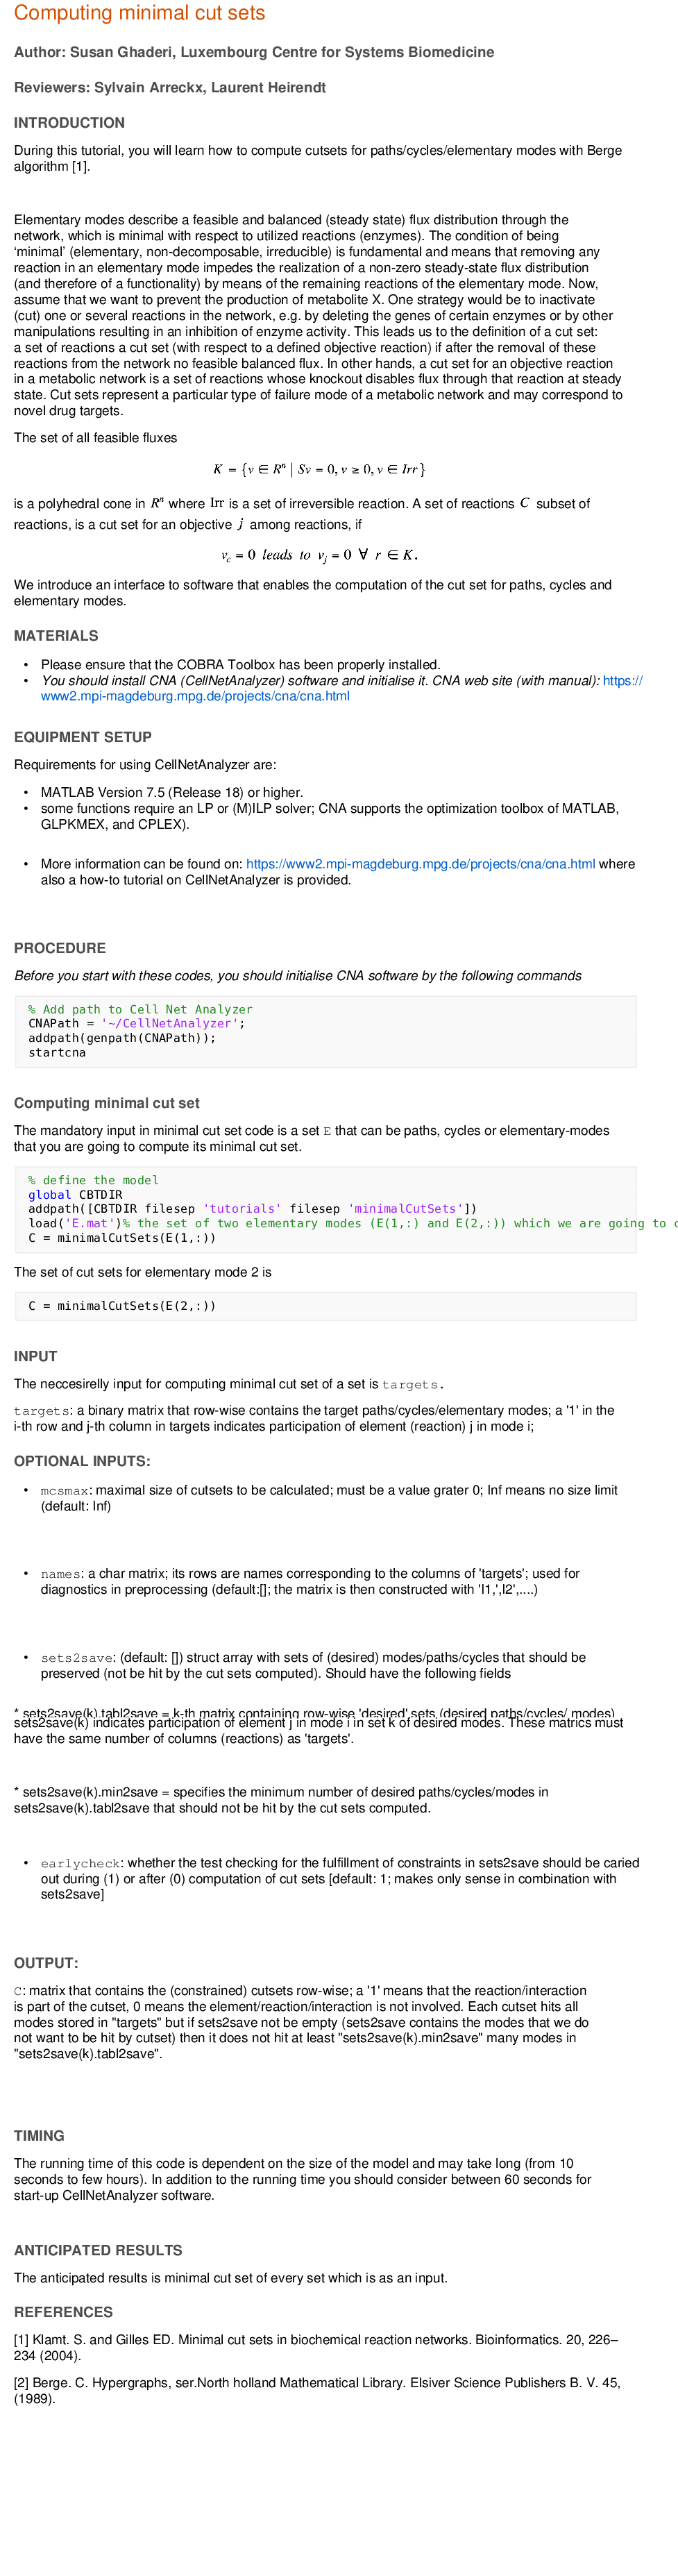 Computing minimal cut sets
Author: Susan Ghaderi, Luxembourg Centre for Systems Biomedicine
Reviewers: Sylvain Arreckx, Laurent Heirendt
INTRODUCTION
During this tutorial, you will learn how to compute cutsets for paths/cycles/elementary modes with Berge
algorithm [1].
Elementary modes describe a feasible and balanced (steady state) flux distribution through the
network, which is minimal with respect to utilized reactions (enzymes). The condition of being
‘minimal’ (elementary, non-decomposable, irreducible) is fundamental and means that removing any
reaction in an elementary mode impedes the realization of a non-zero steady-state flux distribution
(and therefore of a functionality) by means of the remaining reactions of the elementary mode. Now,
assume that we want to prevent the production of metabolite X. One strategy would be to inactivate
(cut) one or several reactions in the network, e.g. by deleting the genes of certain enzymes or by other
manipulations resulting in an inhibition of enzyme activity. This leads us to the definition of a cut set:
a set of reactions a cut set (with respect to a defined objective reaction) if after the removal of these
reactions from the network no feasible balanced flux. In other hands, a cut set for an objective reaction
in a metabolic network is a set of reactions whose knockout disables flux through that reaction at steady
state. Cut sets represent a particular type of failure mode of a metabolic network and may correspond to
novel drug targets.
The set of all feasible fluxes
K = {v ∈ Rⁿ | Sv = 0, v ≥ 0, v ∈ Irr}
is a polyhedral cone in Rⁿ where Irr is a set of irreversible reaction. A set of reactions C subset of
reactions, is a cut set for an objective j among reactions, if
v_c = 0 leads to v_j = 0 ∀ r ∈ K.
We introduce an interface to software that enables the computation of the cut set for paths, cycles and
elementary modes.
MATERIALS
• Please ensure that the COBRA Toolbox has been properly installed.
• You should install CNA (CellNetAnalyzer) software and initialise it. CNA web site (with manual): https://
www2.mpi-magdeburg.mpg.de/projects/cna/cna.html
EQUIPMENT SETUP
Requirements for using CellNetAnalyzer are:
• MATLAB Version 7.5 (Release 18) or higher.
• some functions require an LP or (M)ILP solver; CNA supports the optimization toolbox of MATLAB,
GLPKMEX, and CPLEX).
• More information can be found on: https://www2.mpi-magdeburg.mpg.de/projects/cna/cna.html where
also a how-to tutorial on CellNetAnalyzer is provided.
PROCEDURE
Before you start with these codes, you should initialise CNA software by the following commands
% Add path to Cell Net Analyzer
CNAPath = '~/CellNetAnalyzer';
addpath(genpath(CNAPath));
startcna
Computing minimal cut set
The mandatory input in minimal cut set code is a set E that can be paths, cycles or elementary-modes
that you are going to compute its minimal cut set.
% define the model
global CBTDIR
addpath([CBTDIR filesep 'tutorials' filesep 'minimalCutSets'])
load('E.mat')% the set of two elementary modes (E(1,:) and E(2,:)) which we are going to
C = minimalCutSets(E(1,:))
The set of cut sets for elementary mode 2 is
C = minimalCutSets(E(2,:))
INPUT
The neccesirelly input for computing minimal cut set of a set is targets.
targets: a binary matrix that row-wise contains the target paths/cycles/elementary modes; a '1' in the
i-th row and j-th column in targets indicates participation of element (reaction) j in mode i;
OPTIONAL INPUTS:
• mcsmax: maximal size of cutsets to be calculated; must be a value grater 0; Inf means no size limit
(default: Inf)
• names: a char matrix; its rows are names corresponding to the columns of 'targets'; used for
diagnostics in preprocessing (default:[]; the matrix is then constructed with 'I1,',I2',....)
• sets2save: (default: []) struct array with sets of (desired) modes/paths/cycles that should be
preserved (not be hit by the cut sets computed). Should have the following fields
* sets2save(k).tabl2save = k-th matrix containing row-wise 'desired' sets (desired paths/cycles/ modes)
sets2save(k) indicates participation of element j in mode i in set k of desired modes. These matrics must
have the same number of columns (reactions) as 'targets'.
* sets2save(k).min2save = specifies the minimum number of desired paths/cycles/modes in
sets2save(k).tabl2save that should not be hit by the cut sets computed.
• earlycheck: whether the test checking for the fulfillment of constraints in sets2save should be caried
out during (1) or after (0) computation of cut sets [default: 1; makes only sense in combination with
sets2save]
OUTPUT:
C: matrix that contains the (constrained) cutsets row-wise; a '1' means that the reaction/interaction
is part of the cutset, 0 means the element/reaction/interaction is not involved. Each cutset hits all
modes stored in "targets" but if sets2save not be empty (sets2save contains the modes that we do
not want to be hit by cutset) then it does not hit at least "sets2save(k).min2save" many modes in
"sets2save(k).tabl2save".
TIMING
The running time of this code is dependent on the size of the model and may take long (from 10
seconds to few hours). In addition to the running time you should consider between 60 seconds for
start-up CellNetAnalyzer software.
ANTICIPATED RESULTS
The anticipated results is minimal cut set of every set which is as an input.
REFERENCES
[1] Klamt. S. and Gilles ED. Minimal cut sets in biochemical reaction networks. Bioinformatics. 20, 226–
234 (2004).
[2] Berge. C. Hypergraphs, ser.North holland Mathematical Library. Elsiver Science Publishers B. V. 45,
(1989).